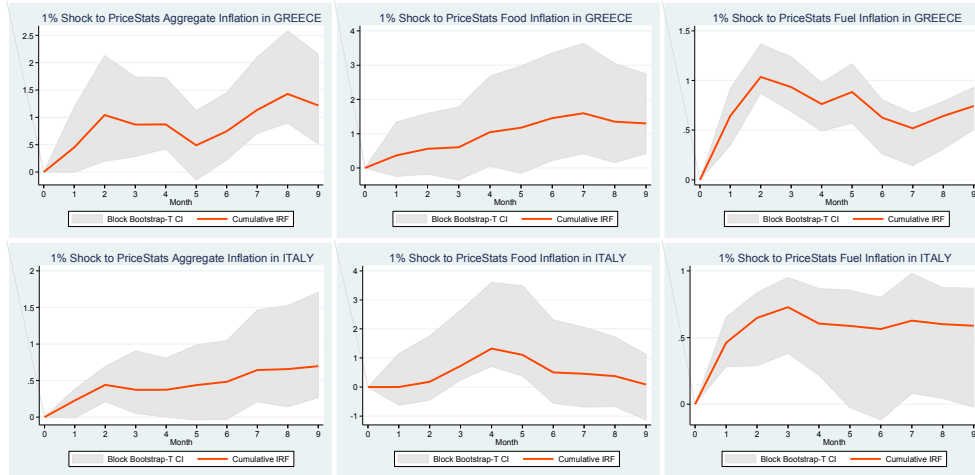 1% Shock to PriceStats Aggregate Inflation in GREECE
2.5
2
1.5
1
.5
0
0 1 2 3 4 5 6 7 8 9
Month
Block Bootstrap-T CI Cumulative IRF
1% Shock to PriceStats Food Inflation in GREECE
4
3
2
1
0
0 1 2 3 4 5 6 7 8 9
Month
Block Bootstrap-T CI Cumulative IRF
1% Shock to PriceStats Fuel Inflation in GREECE
1.5
1
.5
0
0 1 2 3 4 5 6 7 8 9
Month
Block Bootstrap-T CI Cumulative IRF
1% Shock to PriceStats Aggregate Inflation in ITALY
2
1.5
1
.5
0
0 1 2 3 4 5 6 7 8 9
Month
Block Bootstrap-T CI Cumulative IRF
1% Shock to PriceStats Food Inflation in ITALY
4
3
2
1
0
-1
0 1 2 3 4 5 6 7 8 9
Month
Block Bootstrap-T CI Cumulative IRF
1% Shock to PriceStats Fuel Inflation in ITALY
1
.5
0
0 1 2 3 4 5 6 7 8 9
Month
Block Bootstrap-T CI Cumulative IRF